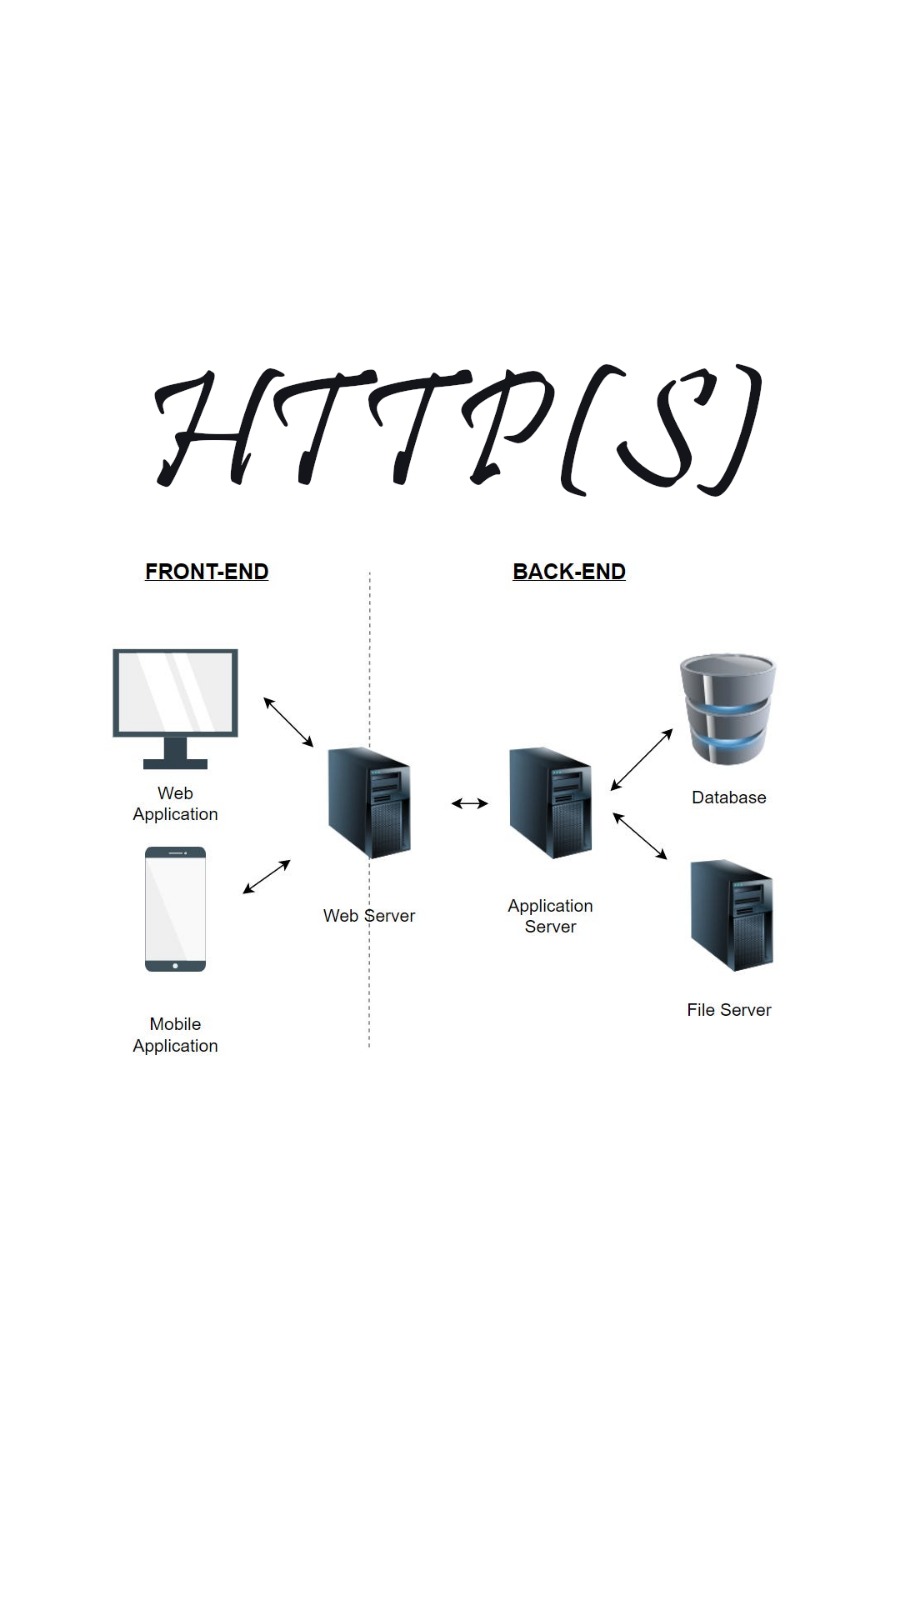 HTTP(S)
FRONT-END
BACK-END
Web
Application
Database
Web Server
Application
Server
File Server
Mobile
Application